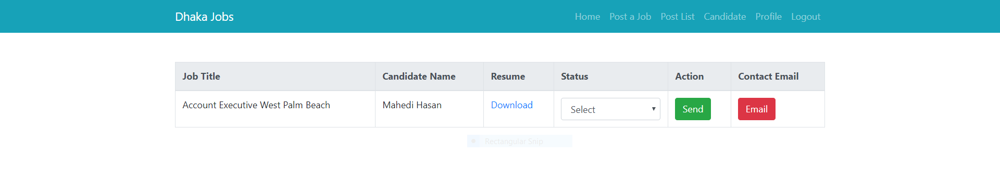 Dhaka Jobs Home Post a Job Post List Candidate Profile Logout
Job Title Candidate Name Resume Status Action Contact Email
Account Executive West Palm Beach Mahedi Hasan Download Select Send Email
Rectangular Snip